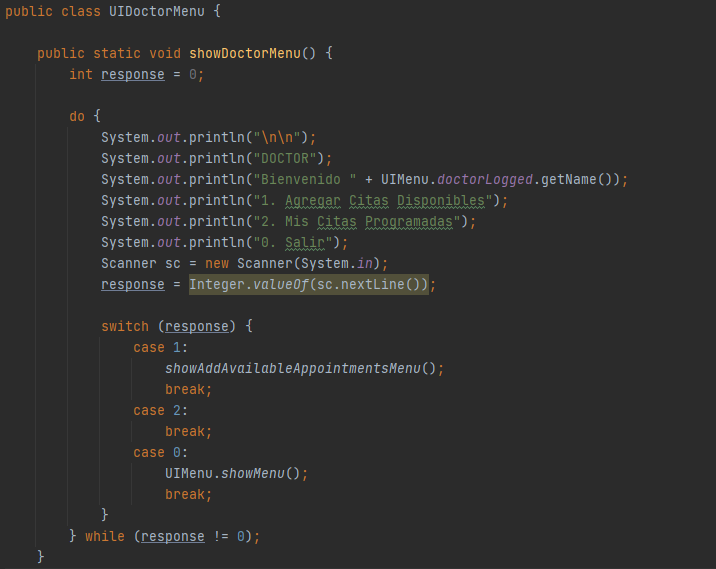 public class UIDoctorMenu {
    public static void showDoctorMenu() {
        int response = 0;
        do {
            System.out.println("\n\n");
            System.out.println("DOCTOR");
            System.out.println("Bienvenido " + UIMenu.doctorLogged.getName());
            System.out.println("1. Agregar Citas Disponibles");
            System.out.println("2. Mis Citas Programadas");
            System.out.println("0. Salir");
            Scanner sc = new Scanner(System.in);
            response = Integer.valueOf(sc.nextLine());
            switch (response) {
                case 1:
                    showAddAvailableAppointmentsMenu();
                    break;
                case 2:
                    break;
                case 0:
                    UIMenu.showMenu();
                    break;
            }
        } while (response != 0);
    }